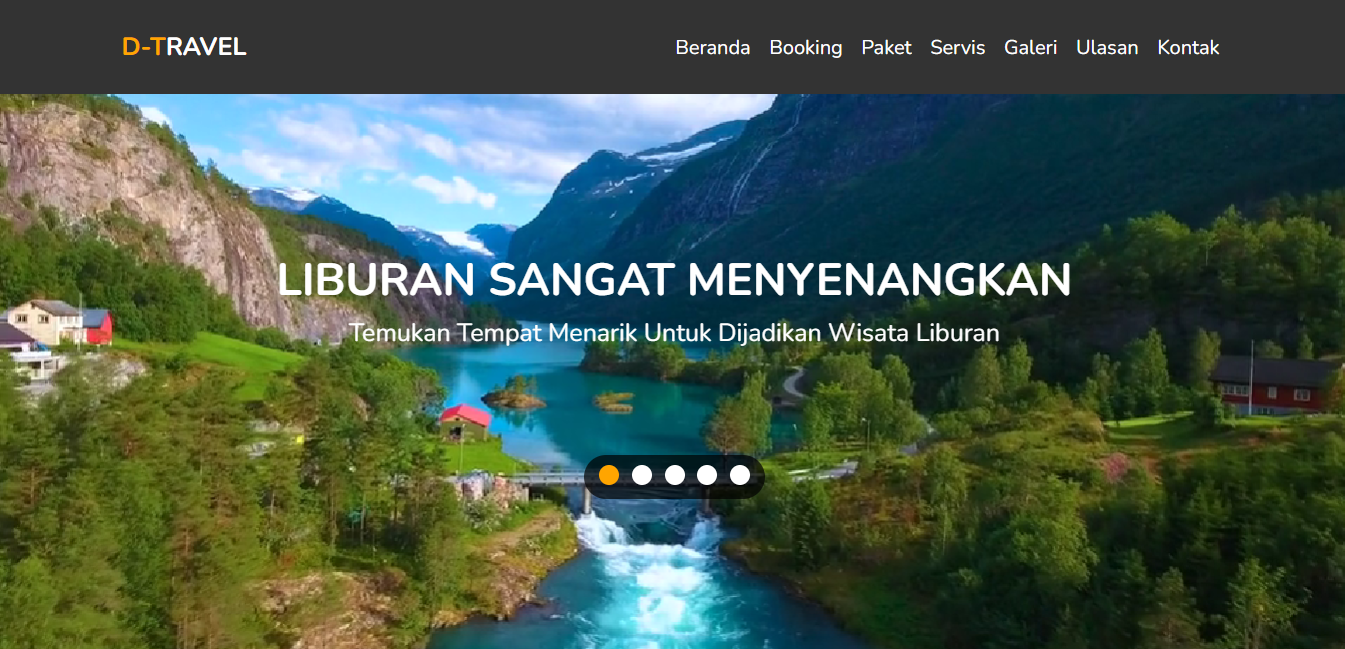 D-TRAVEL
Beranda Booking Paket Servis Galeri Ulasan Kontak
LIBURAN SANGAT MENYENANGKAN
Temukan Tempat Menarik Untuk Dijadikan Wisata Liburan